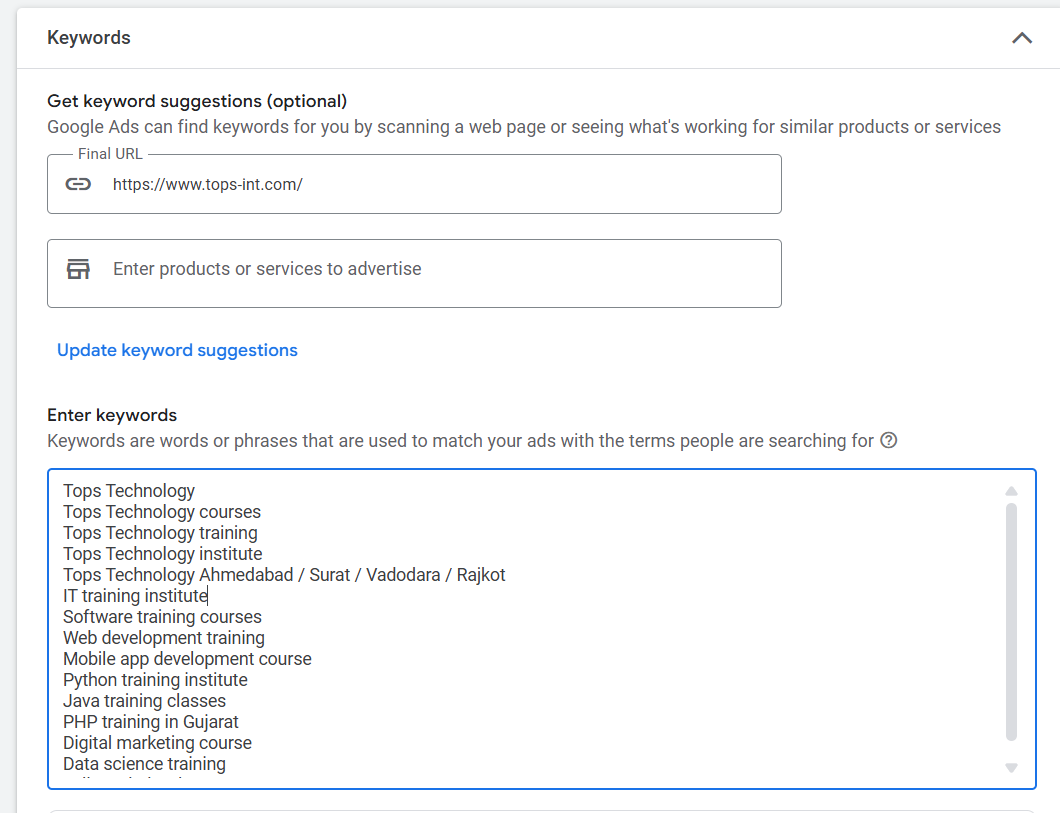 Keywords
Get keyword suggestions (optional)
Google Ads can find keywords for you by scanning a web page or seeing what's working for similar products or services
Final URL
https://www.tops-int.com/
Enter products or services to advertise
Update keyword suggestions
Enter keywords
Keywords are words or phrases that are used to match your ads with the terms people are searching for ?
Tops Technology
Tops Technology courses
Tops Technology training
Tops Technology institute
Tops Technology Ahmedabad / Surat / Vadodara / Rajkot
IT training institute
Software training courses
Web development training
Mobile app development course
Python training institute
Java training classes
PHP training in Gujarat
Digital marketing course
Data science training